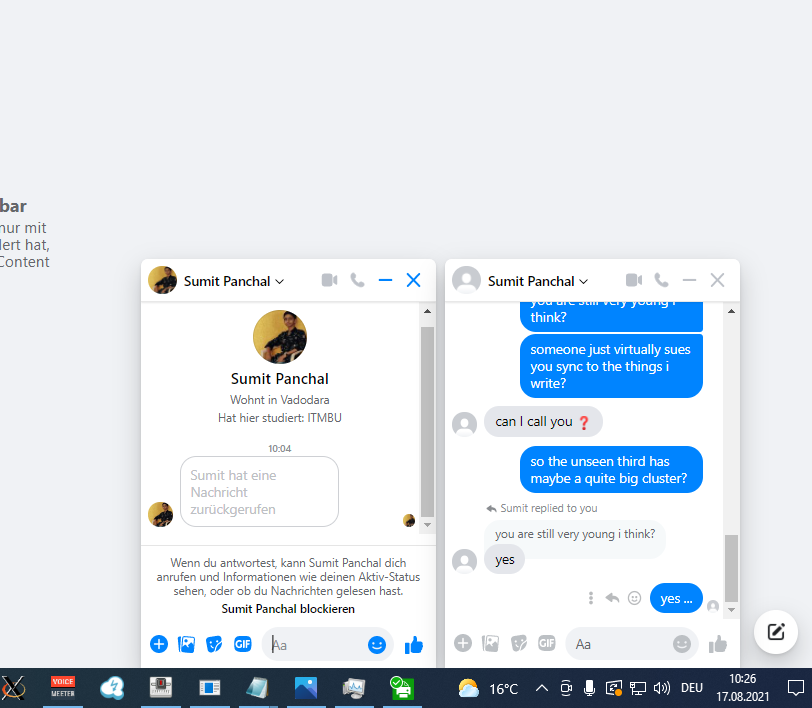 bar
nur mit
dert hat,
Content
Sumit Panchal
Sumit Panchal
Wohnt in Vadodara
Hat hier studiert: ITMBU
10:04
Sumit hat eine
Nachricht
zurückgerufen
Wenn du antwortest, kann Sumit Panchal dich
anrufen und Informationen wie deinen Aktiv-Status
sehen, oder ob du Nachrichten gelesen hast.
Sumit Panchal blockieren
GIF
Aa
Sumit Panchal
you are still very young i
think?
someone just virtually sues
you sync to the things i
write?
can I call you ❓
so the unseen third has
maybe a quite big cluster?
Sumit replied to you
you are still very young i think?
yes
yes ...
GIF
Aa
VOICE
MEETER
16°C
DEU
10:26
17.08.2021